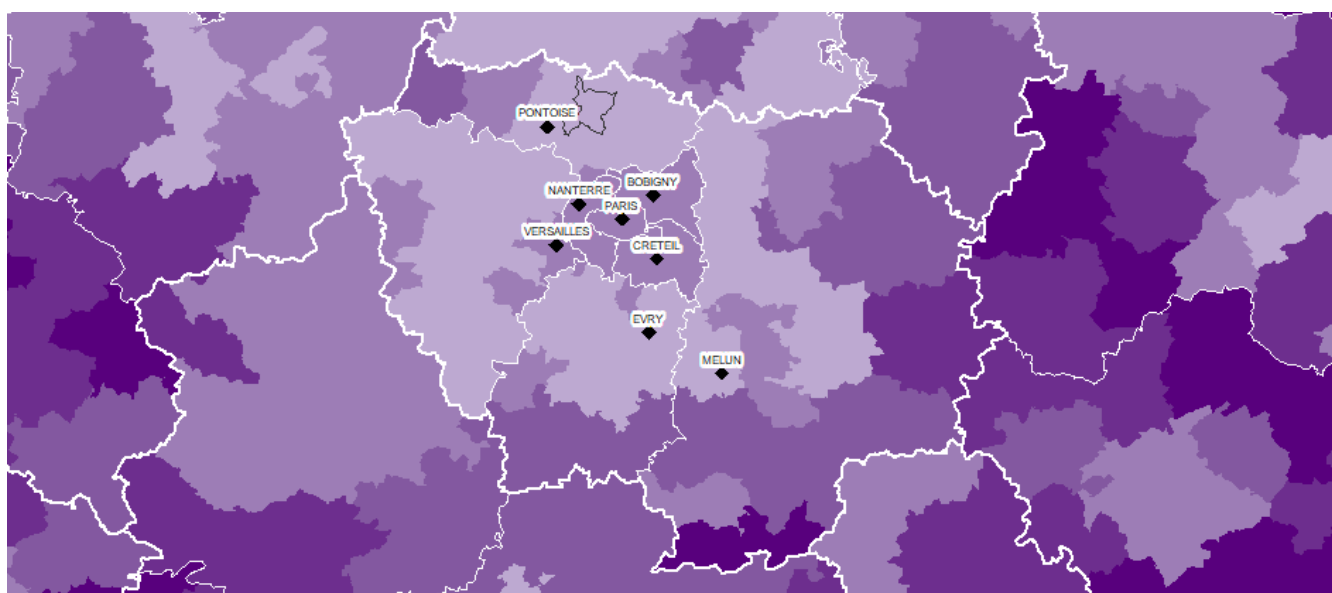 PONTOISE
BOBIGNY
NANTERRE
PARIS
VERSAILLES
CRETEIL
EVRY
MELUN